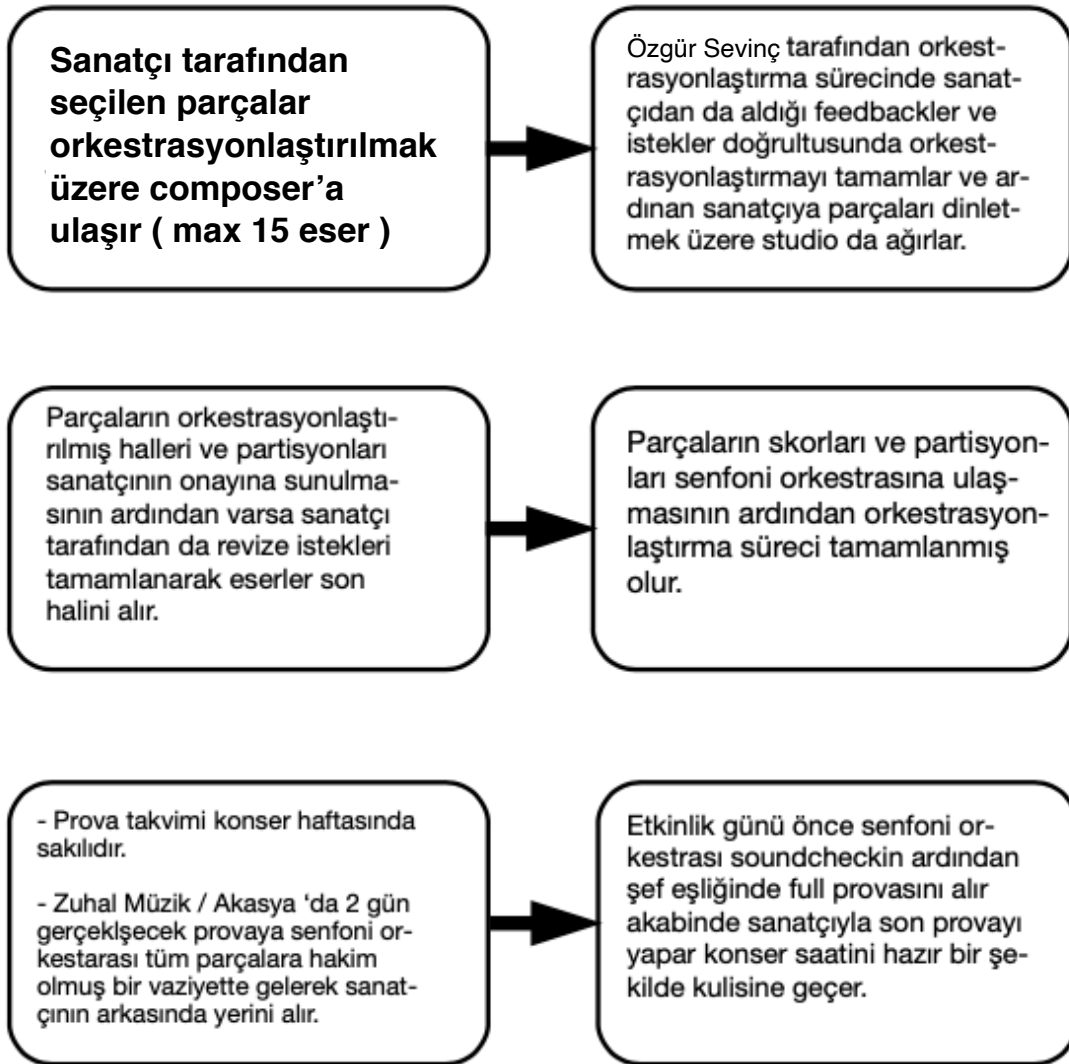 Sanatçı tarafından
seçilen parçalar
orkestrasyonlaştırılmak
üzere composer’a
ulaşır ( max 15 eser )
Özgür Sevinç tarafından orkest-
rasyonlaştırma sürecinde sanat-
çıdan da aldığı feedbackler ve
istekler doğrultusunda orkest-
rasyonlaştırmayı tamamlar ve ar-
dınan sanatçıya parçaları dinlet-
mek üzere studio da ağırlar.
Parçaların orkestrasyonlaştı-
rılmış halleri ve partisyonları
sanatçının onayına sunulma-
sının ardından varsa sanatçı
tarafından da revize istekleri
tamamlanarak eserler son
halini alır.
Parçaların skorları ve partisyon-
ları senfoni orkestrasına ulaş-
masının ardından orkestrasyon-
laştırma süreci tamamlanmış
olur.
- Prova takvimi konser haftasında
sakılıdır.
- Zuhal Müzik / Akasya ‘da 2 gün
gerçeklşecek provaya senfoni or-
kestarası tüm parçalara hakim
olmuş bir vaziyette gelerek sanat-
çının arkasında yerini alır.
Etkinlik günü önce senfoni or-
kestrası soundcheckin ardından
şef eşliğinde full provasını alır
akabinde sanatçıyla son provayı
yapar konser saatini hazır bir şe-
kilde kulisine geçer.